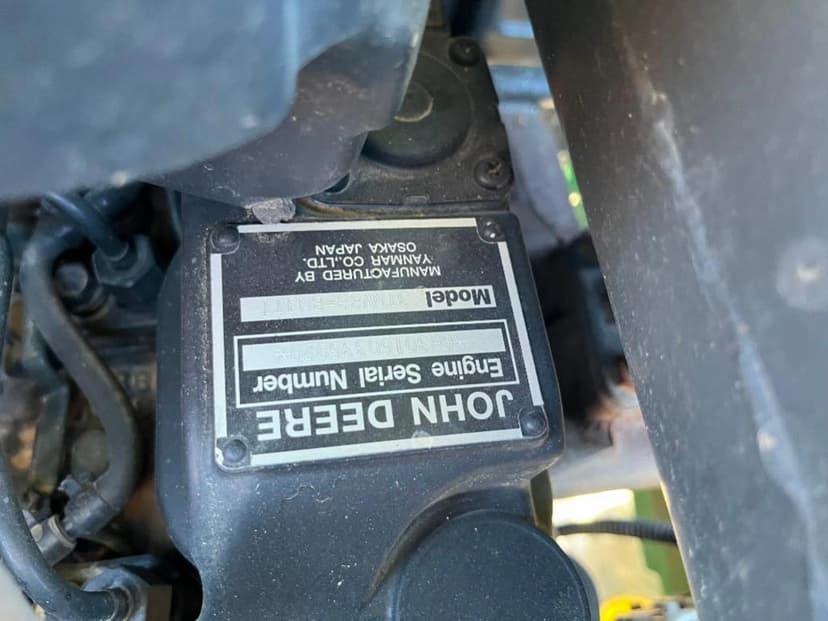 JOHN DEERE
Engine Serial Number
Model
MANUFACTURED BY
YANMAR CO.,LTD.
OSAKA JAPAN